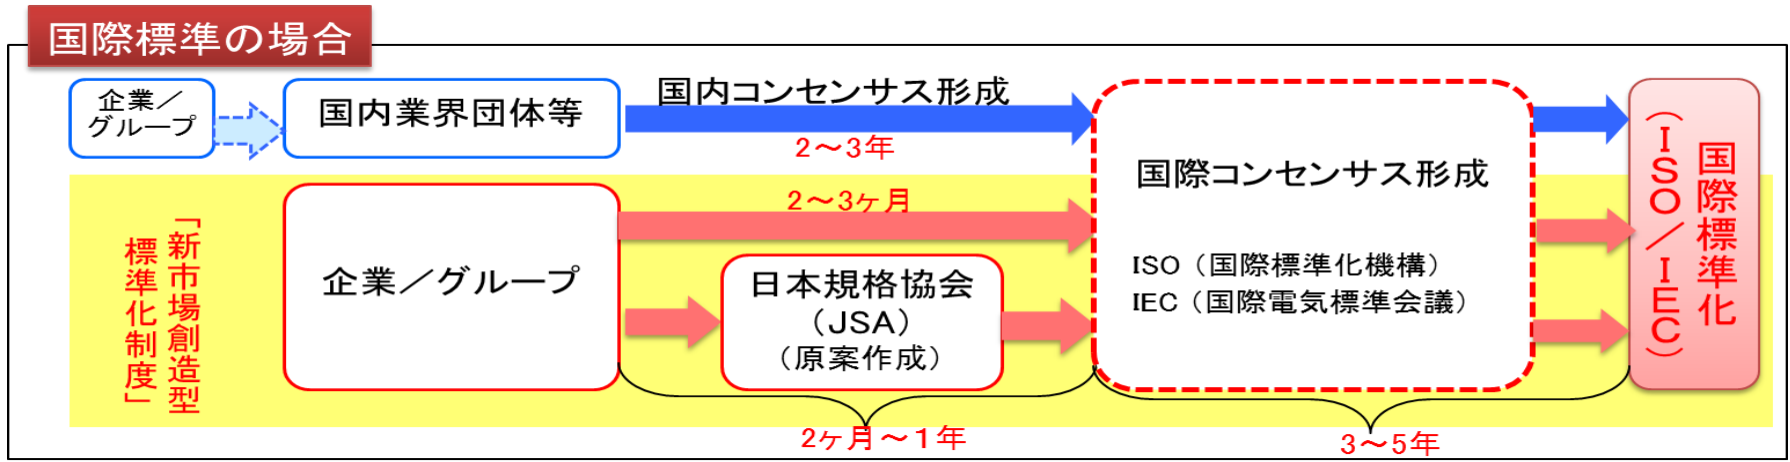 国際標準の場合
企業／
グループ
国内業界団体等
国内コンセンサス形成
2～3年
「新市場創造型
標準化制度」
企業／グループ
2～3ヶ月
日本規格協会
（JSA）
（原案作成）
2ヶ月～１年
国際コンセンサス形成
ISO（国際標準化機構）
IEC（国際電気標準会議）
3～5年
国際標準化
（ISO／IEC）